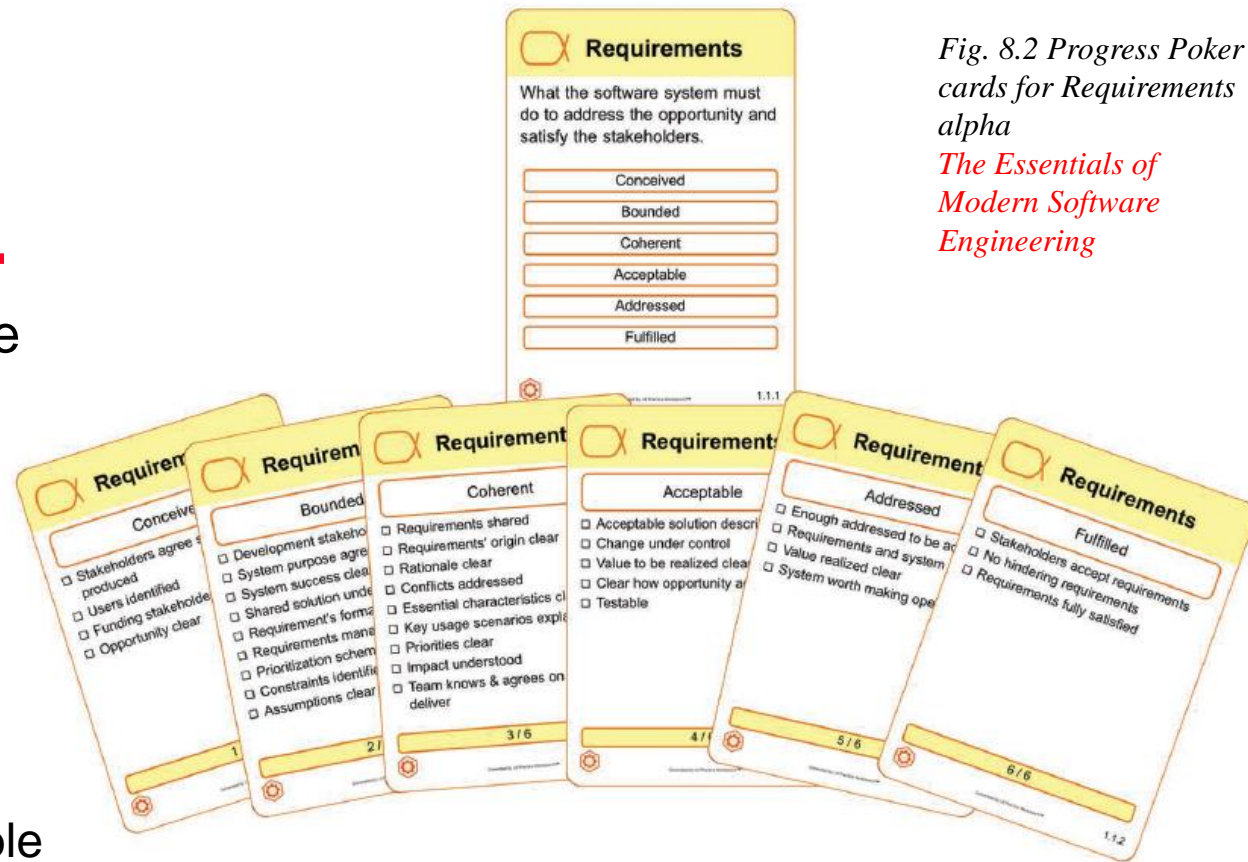 Requirements
What the software system must
do to address the opportunity and
satisfy the stakeholders.
Conceived
Bounded
Coherent
Acceptable
Addressed
Fulfilled
1.1.1
Fig. 8.2 Progress Poker
cards for Requirements
alpha
The Essentials of
Modern Software
Engineering
e
Requirem
Conceive
☐ Stakeholders agree s
produced
☐ Users identified
☐ Funding stakeholde
☐ Opportunity clear
1
Requirem
Bounded
☐ Development stakeho
☐ System purpose agre
☐ System success clea
☐ Shared solution unde
☐ Requirement's forma
☐ Requirements mana
☐ Prioritization schem
☐ Constraints identifie
☐ Assumptions clear
2/
Requirement
Coherent
☐ Requirements shared
☐ Requirements' origin clear
☐ Rationale clear
☐ Conflicts addressed
☐ Essential characteristics cl
☐ Key usage scenarios expla
☐ Priorities clear
☐ Impact understood
☐ Team knows & agrees on
deliver
3 / 6
Requirements
Acceptable
☐ Acceptable solution descri
☐ Change under control
☐ Value to be realized clea
☐ Clear how opportunity a
☐ Testable
4 /
Requirement
Addressed
☐ Enough addressed to be ac
☐ Requirements and system
☐ Value realized clear
☐ System worth making ope
5 / 6
Requirements
Fulfilled
☐ Stakeholders accept requirements
☐ No hindering requirements
☐ Requirements fully satisfied
6 / 6
1.1.2
ole